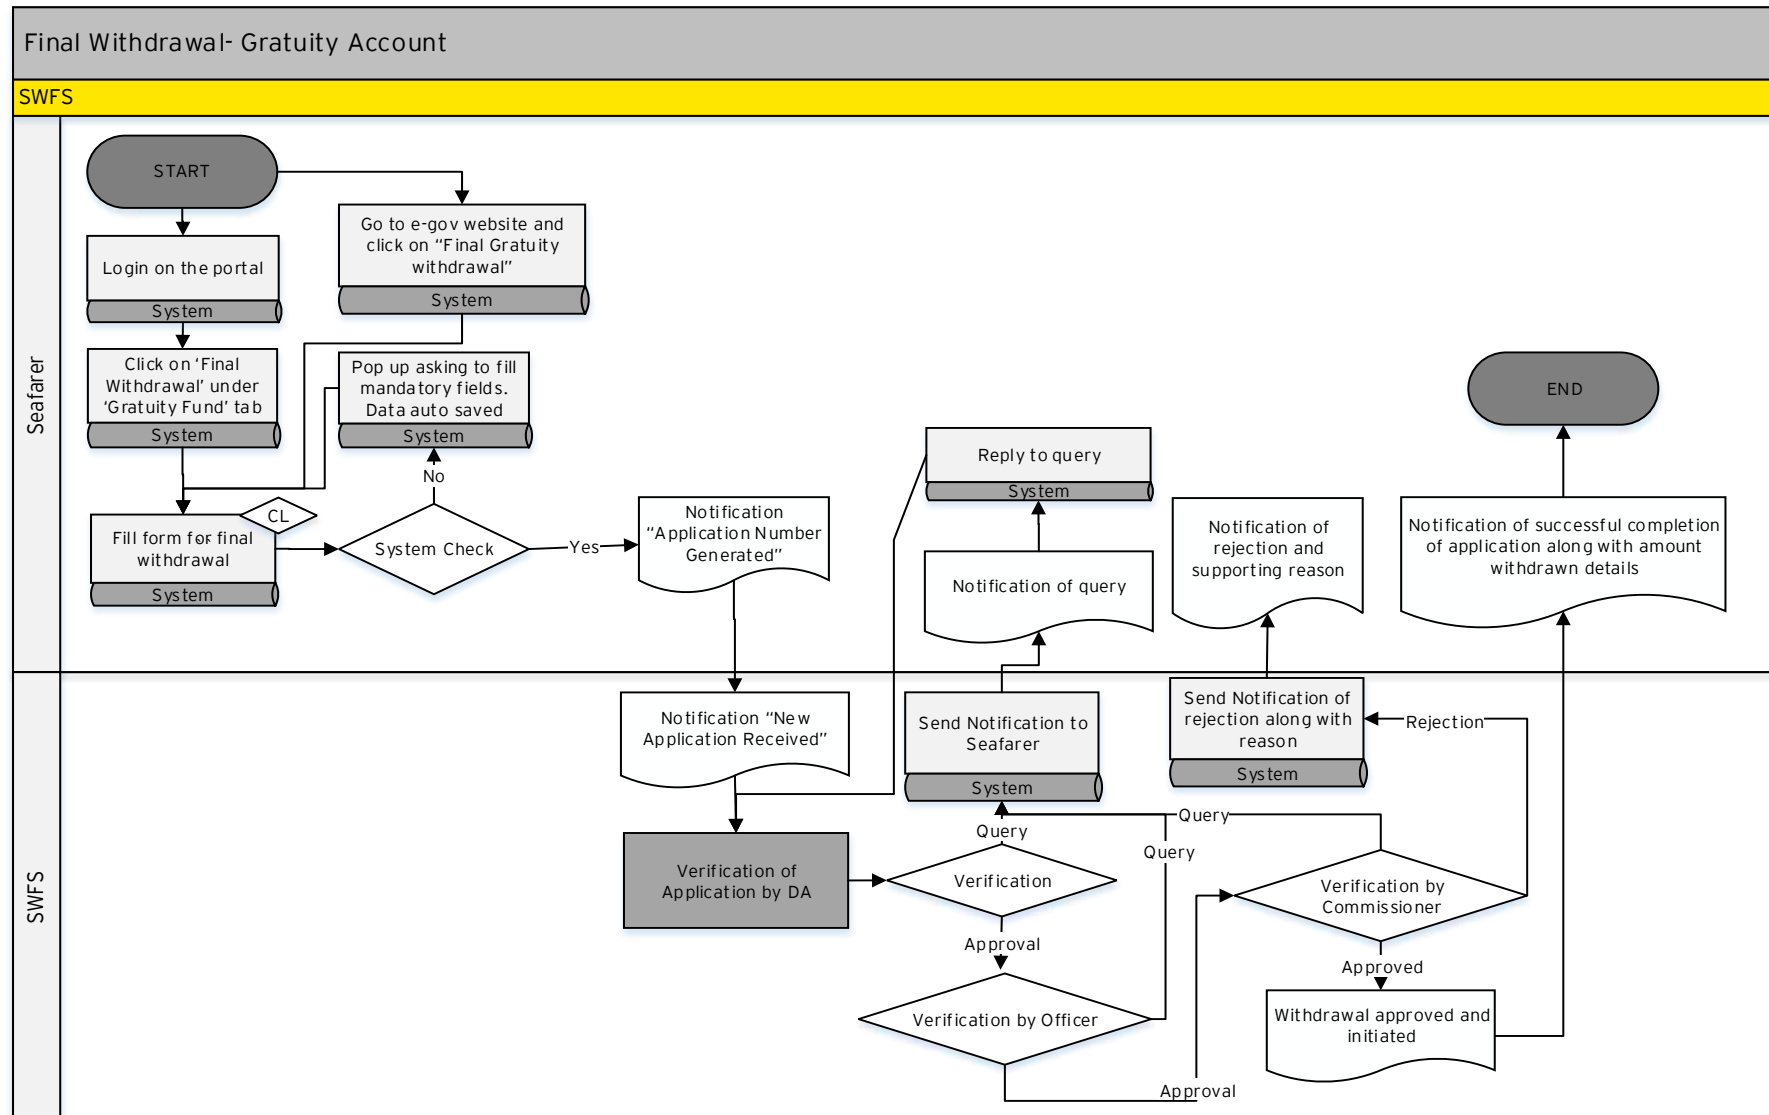 Final Withdrawal- Gratuity Account
SWFS
Seafarer
START
Go to e-gov website and
click on “Final Gratuity
withdrawal”
System
Login on the portal
System
Click on ‘Final
Withdrawal’ under
‘Gratuity Fund’ tab
System
Pop up asking to fill
mandatory fields.
Data auto saved
System
No
CL
Fill form for final
withdrawal
System
System Check
Yes
Notification
“Application Number
Generated”
Reply to query
System
Notification of query
Notification of
rejection and
supporting reason
END
Notification of successful completion
of application along with amount
withdrawn details
SWFS
Notification “New
Application Received”
Send Notification to
Seafarer
System
Send Notification of
rejection along with
reason
System
Rejection
Query
Query
Query
Verification of
Application by DA
Verification
Verification by
Commissioner
Approval
Approved
Verification by Officer
Withdrawal approved and
initiated
Approval